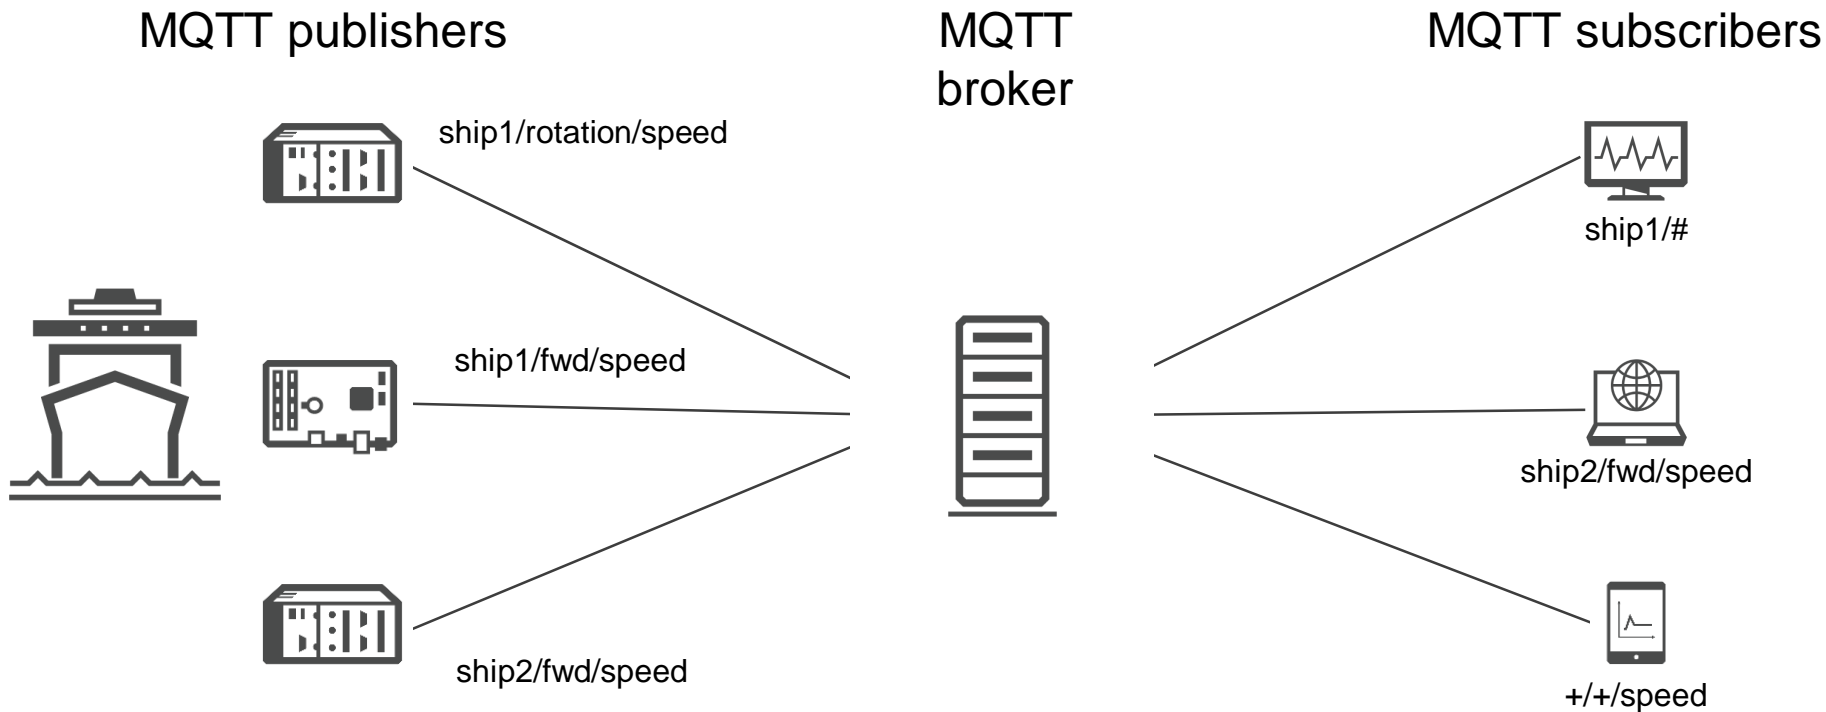 MQTT publishers
MQTT
broker
MQTT subscribers
ship1/rotation/speed
ship1/#
ship1/fwd/speed
ship2/fwd/speed
ship2/fwd/speed
+/+/speed